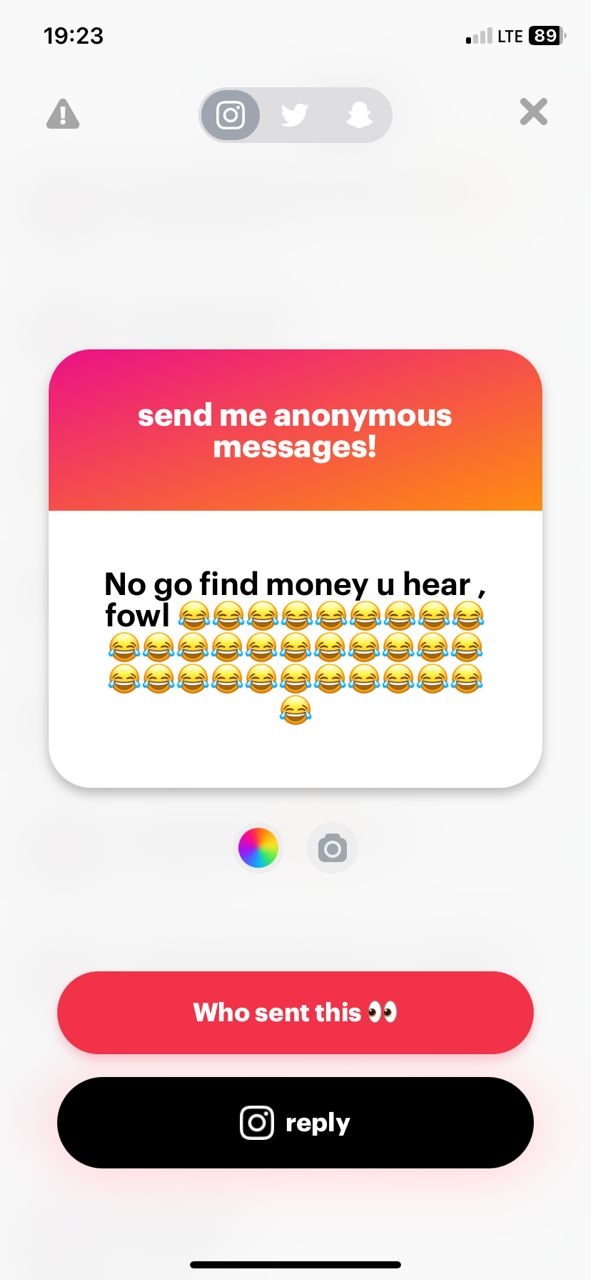 19:23
LTE 89
send me anonymous
messages!
No go find money u hear ,
fowl 😂😂😂😂😂😂😂😂😂
😂😂😂😂😂😂😂😂😂😂😂
😂😂😂😂😂😂😂😂😂😂😂
😂
Who sent this 👀
reply